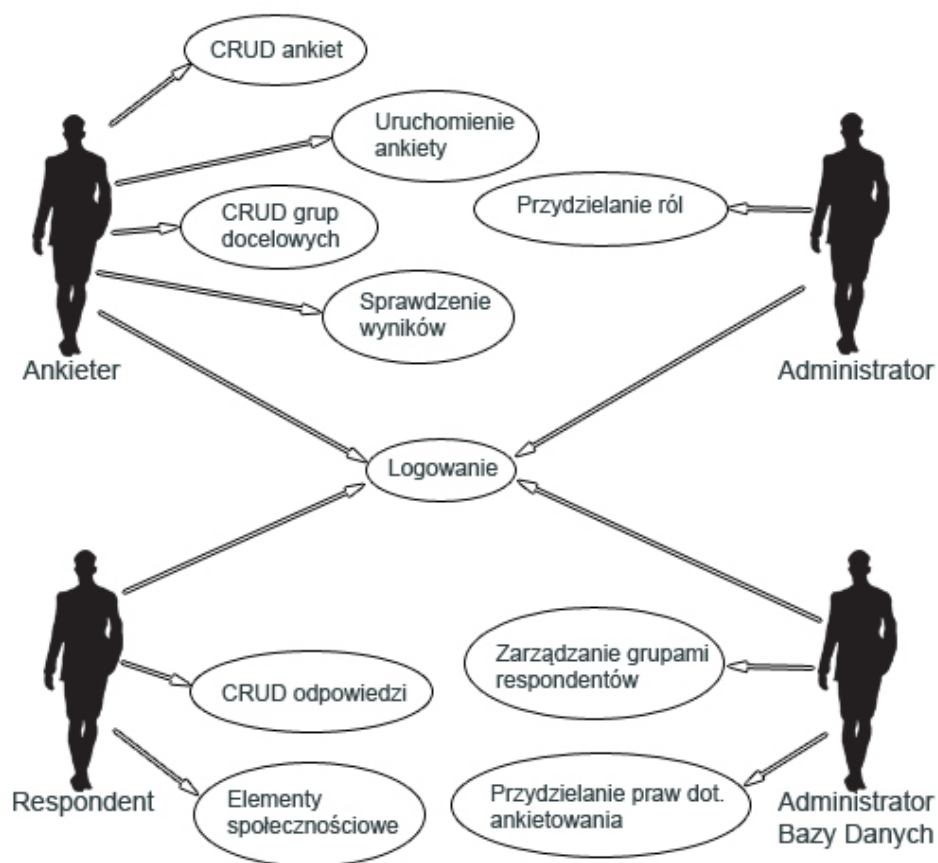 CRUD ankiet
Uruchomienie
ankiety
CRUD grup
docelowych
Przydzielanie ról
Sprawdzenie
wyników
Ankieter
Administrator
Logowanie
CRUD odpowiedzi
Zarządzanie grupami
respondentów
Elementy
społecznościowe
Przydzielanie praw dot.
ankietowania
Respondent
Administrator
Bazy Danych